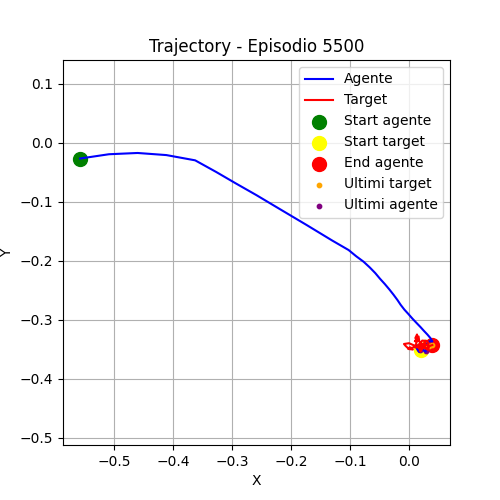 Trajectory - Episodio 5500
Agente
Target
Start agente
Start target
End agente
Ultimi target
Ultimi agente
0.1
0.0
−0.1
−0.2
−0.3
−0.4
−0.5
Y
−0.5
−0.4
−0.3
−0.2
−0.1
0.0
X